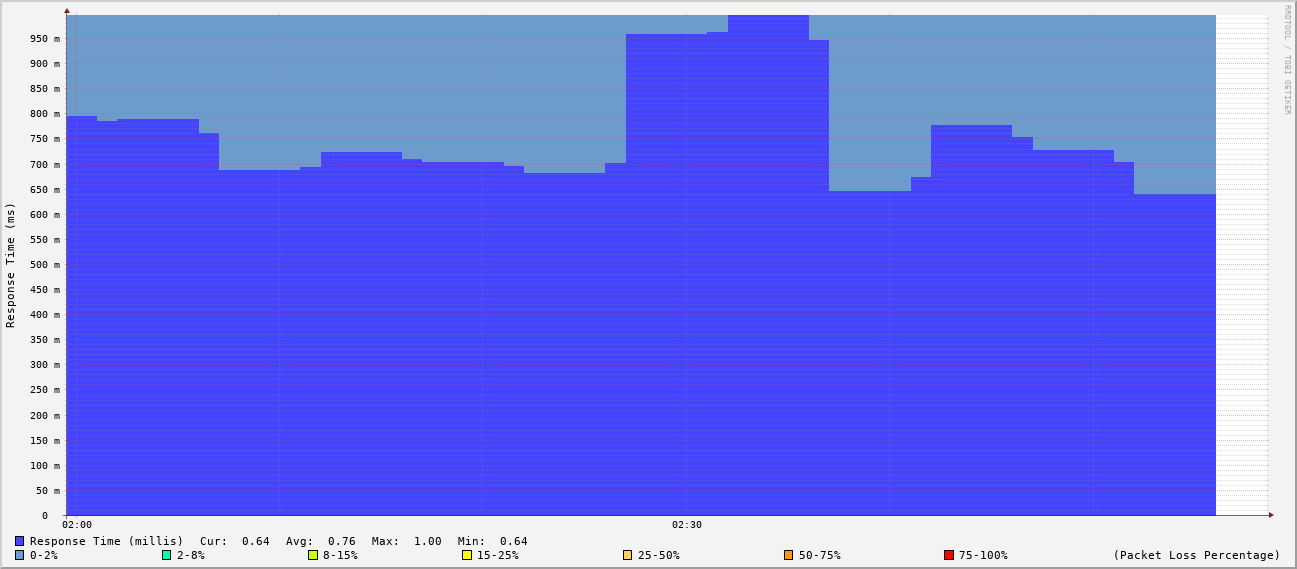 RRDTOOL / TOBI OETIKER
Response Time (ms)
950 m
900 m
850 m
800 m
750 m
700 m
650 m
600 m
550 m
500 m
450 m
400 m
350 m
300 m
250 m
200 m
150 m
100 m
50 m
0
02:00 02:30
Response Time (millis) Cur: 0.64 Avg: 0.76 Max: 1.00 Min: 0.64
0-2% 2-8% 8-15% 15-25% 25-50% 50-75% 75-100% (Packet Loss Percentage)